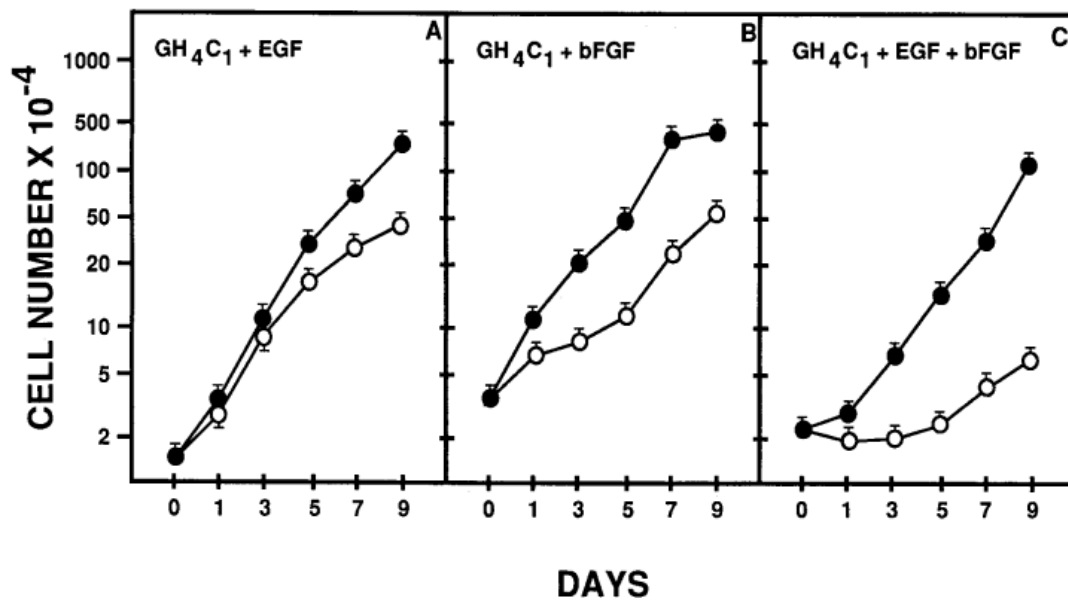 A
B
C
GH4C1 + EGF
GH4C1 + bFGF
GH4C1 + EGF + bFGF
CELL NUMBER X 10-4
1000
500
100
50
20
10
5
2
0 1 3 5 7 9
0 1 3 5 7 9
0 1 3 5 7 9
DAYS